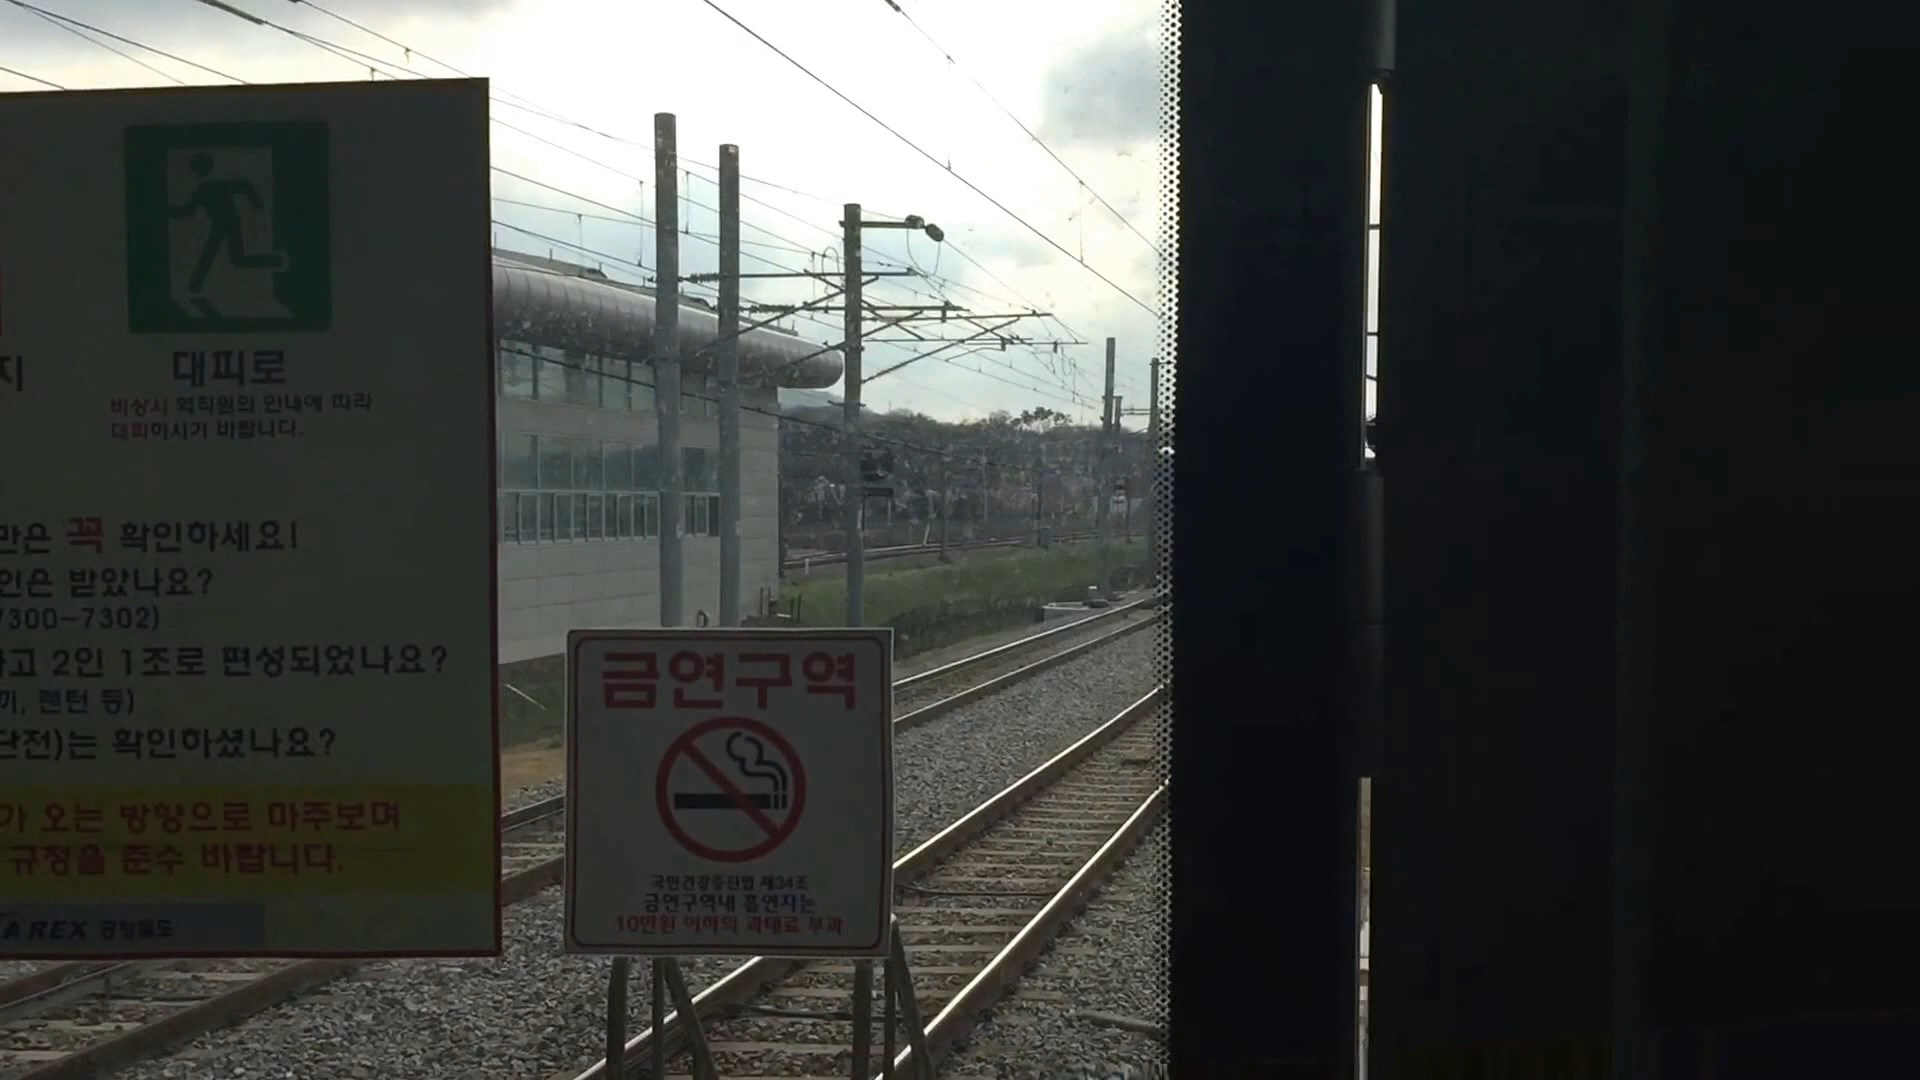 지
대피로
비상시 역직원의 안내에 따라
대피하시기 바랍니다.
만은 꼭 확인하세요!
인은 받았나요?
7300-7302)
하고 2인 1조로 편성되었나요?
끼, 랜턴 등)
단전)는 확인하셨나요?
가 오는 방향으로 마주보며
규정을 준수 바랍니다.
AREX 공항철도
금연구역
국민건강증진법 제34조
금연구역내 흡연자는
10만원 이하의 과태료 부과